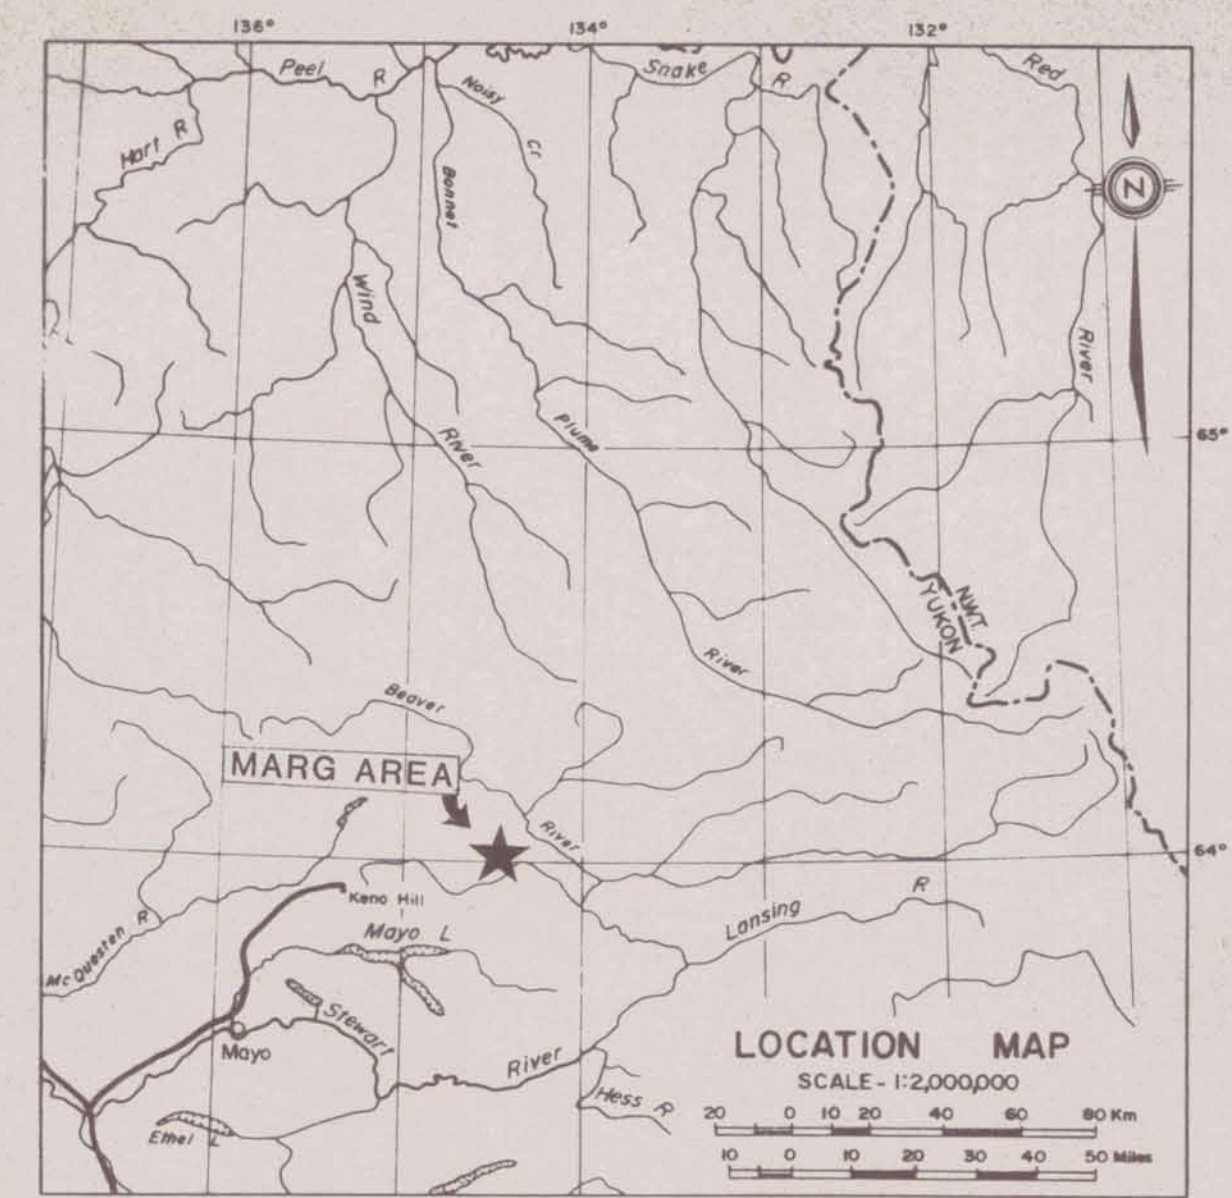 136° 134° 132°
Peel R
Noisy Cr
Snake R
Red River
Hart R
Bonnet Plume River
Wind River
N
65°
N.W.T.
YUKON
Beaver River
MARG AREA
64°
Keno Hill
Mayo L
McQuesten R
Lansing R
Stewart River
Mayo
Hess R
Ethel L
LOCATION MAP
SCALE - 1:2,000,000
20 0 10 20 40 60 80 Km
10 0 10 20 30 40 50 Miles